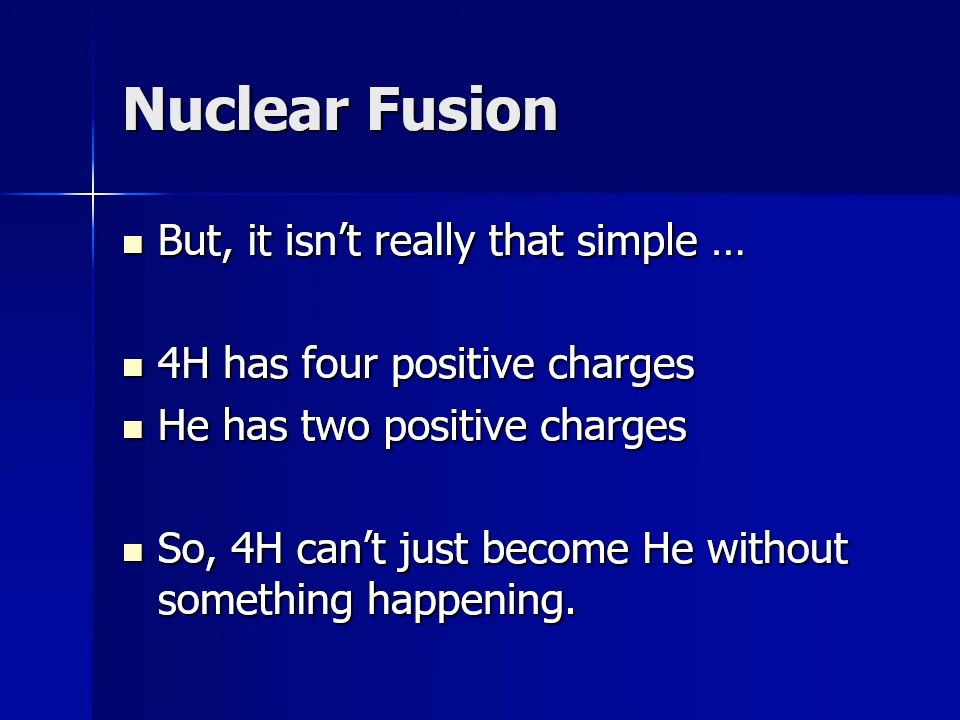 Nuclear Fusion
But, it isn’t really that simple …
4H has four positive charges
He has two positive charges
So, 4H can’t just become He without
something happening.